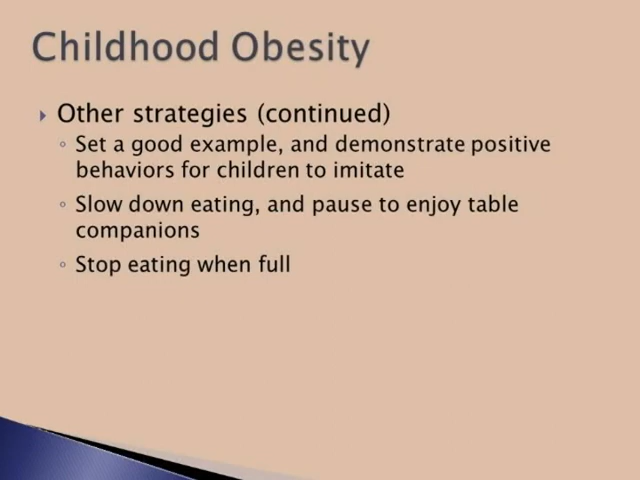 Childhood Obesity
Other strategies (continued)
Set a good example, and demonstrate positive
behaviors for children to imitate
Slow down eating, and pause to enjoy table
companions
Stop eating when full